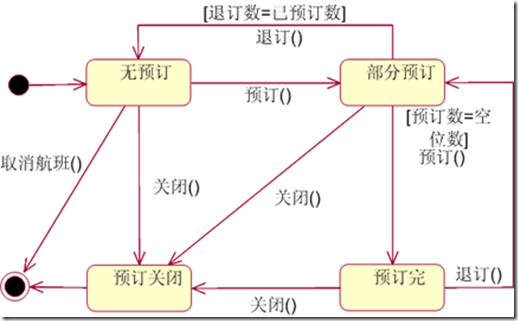 [退订数=已预订数]
退订()
无预订
部分预订
预订()
[预订数=空
位数]
预订()
取消航班()
关闭()
关闭()
预订关闭
预订完
退订()
关闭()